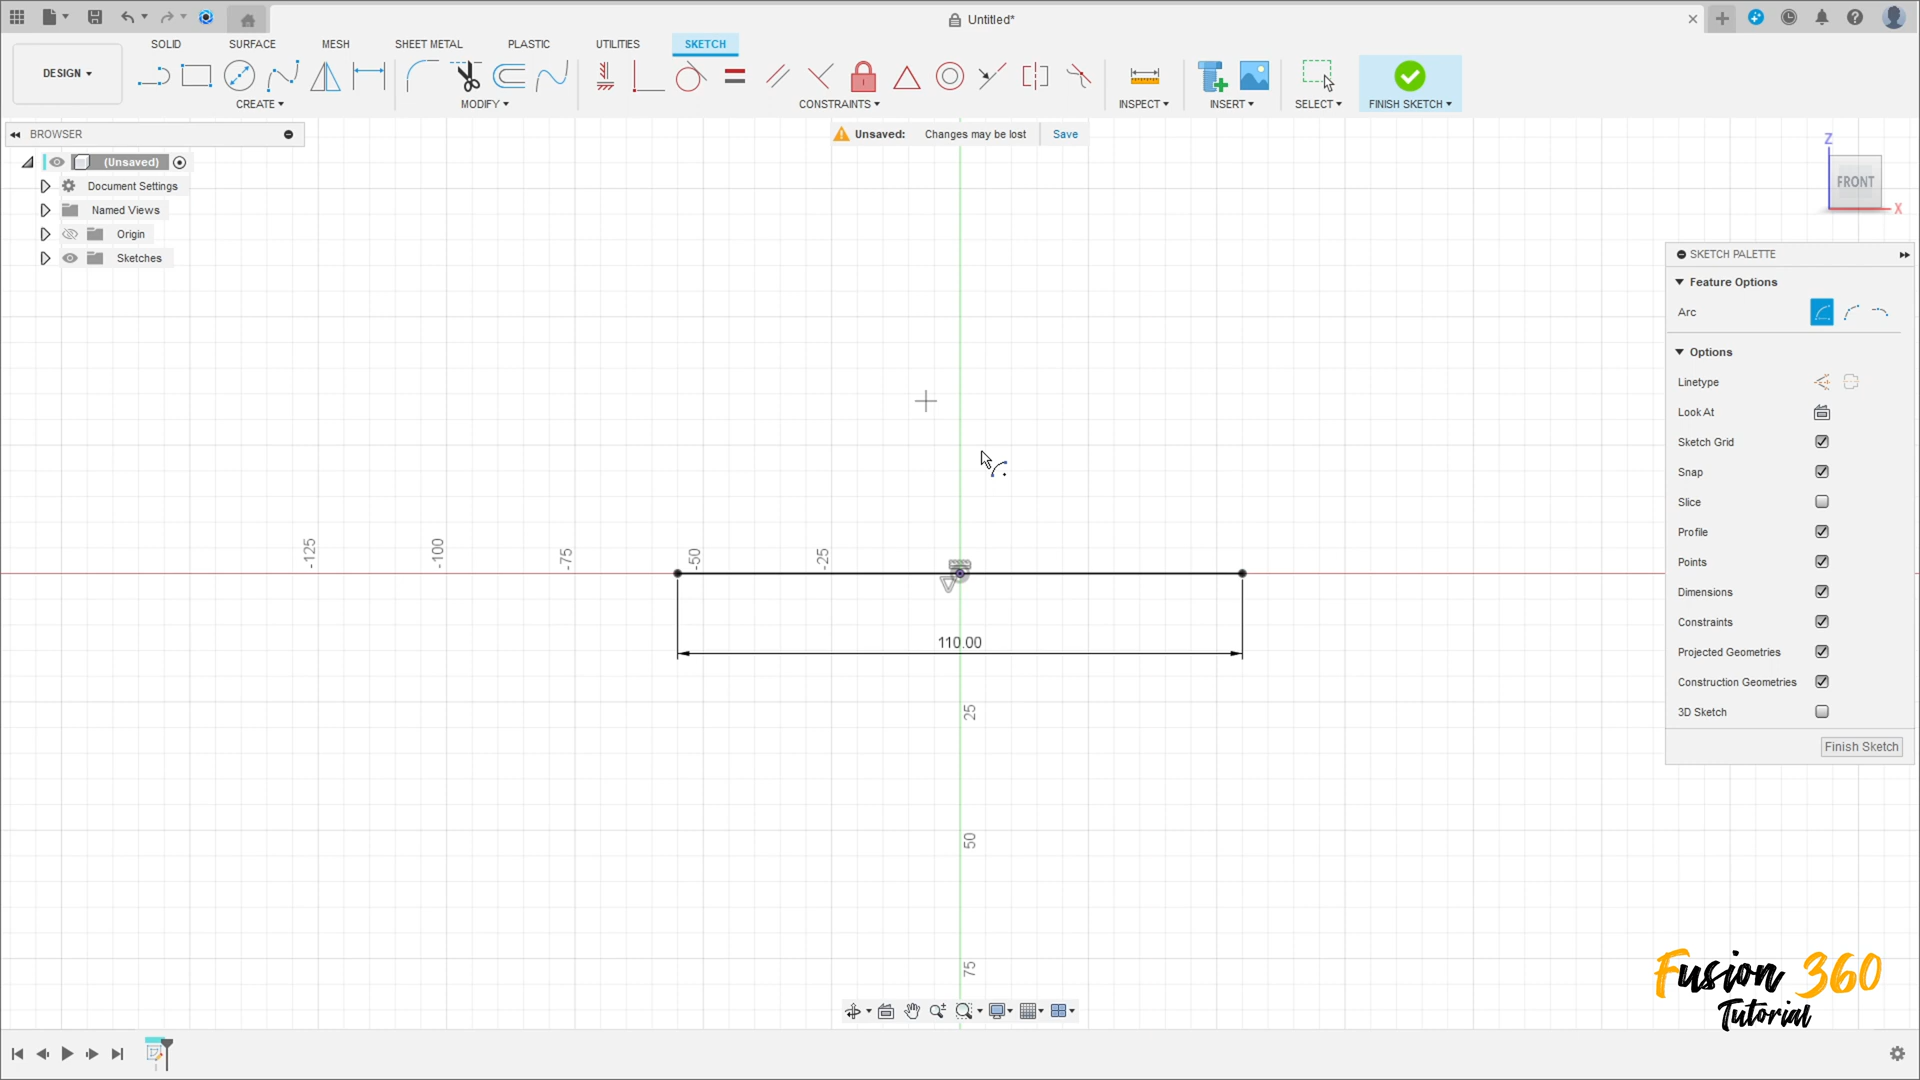 Untitled*
SOLID SURFACE MESH SHEET METAL PLASTIC UTILITIES SKETCH
DESIGN
CREATE MODIFY CONSTRAINTS INSPECT INSERT SELECT FINISH SKETCH
BROWSER
Unsaved: Changes may be lost Save
(Unsaved)
Document Settings
Named Views
Origin
Sketches
Z
FRONT
X
SKETCH PALETTE
Feature Options
Arc
Options
Linetype
Look At
Sketch Grid
Snap
Slice
Profile
Points
Dimensions
Constraints
Projected Geometries
Construction Geometries
3D Sketch
Finish Sketch
-125 -100 -75 -50 -25
110.00
25
50
75
Fusion 360
Tutorial